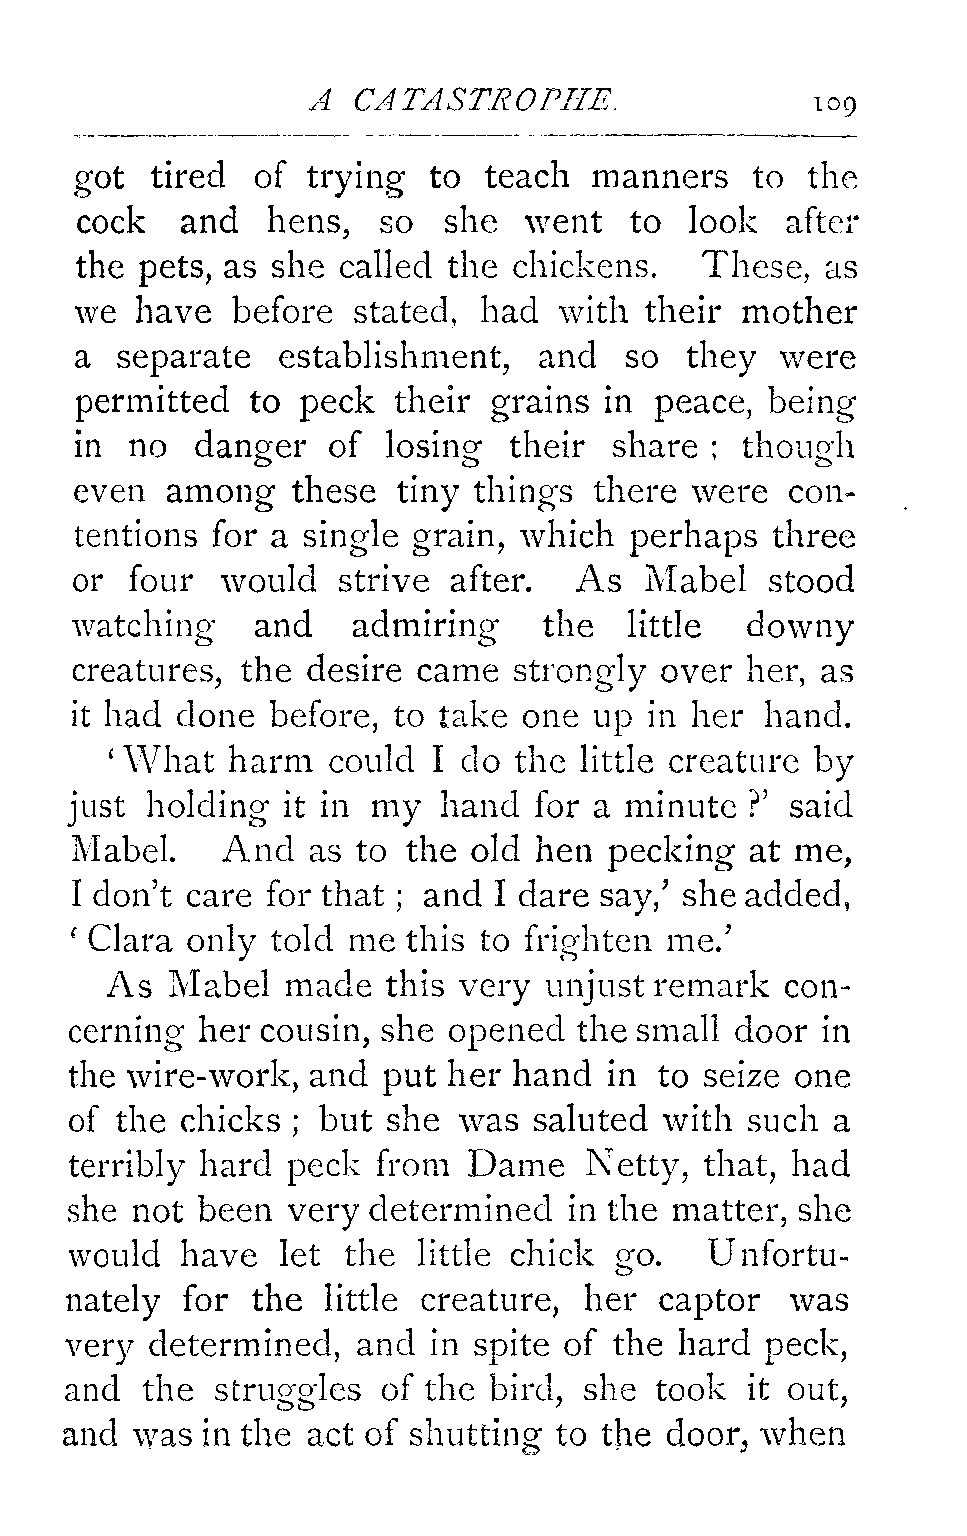 A CATASTROPHE. 109
got tired of trying to teach manners to the
cock and hens, so she went to look after
the pets, as she called the chickens. These, as
we have before stated, had with their mother
a separate establishment, and so they were
permitted to peck their grains in peace, being
in no danger of losing their share ; though
even among these tiny things there were con-
tentions for a single grain, which perhaps three
or four would strive after. As Mabel stood
watching and admiring the little downy
creatures, the desire came strongly over her, as
it had done before, to take one up in her hand.
‘What harm could I do the little creature by
just holding it in my hand for a minute ?’ said
Mabel. And as to the old hen pecking at me,
I don’t care for that ; and I dare say,’ she added,
‘Clara only told me this to frighten me.’
As Mabel made this very unjust remark con-
cerning her cousin, she opened the small door in
the wire-work, and put her hand in to seize one
of the chicks ; but she was saluted with such a
terribly hard peck from Dame Netty, that, had
she not been very determined in the matter, she
would have let the little chick go. Unfortu-
nately for the little creature, her captor was
very determined, and in spite of the hard peck,
and the struggles of the bird, she took it out,
and was in the act of shutting to the door, when